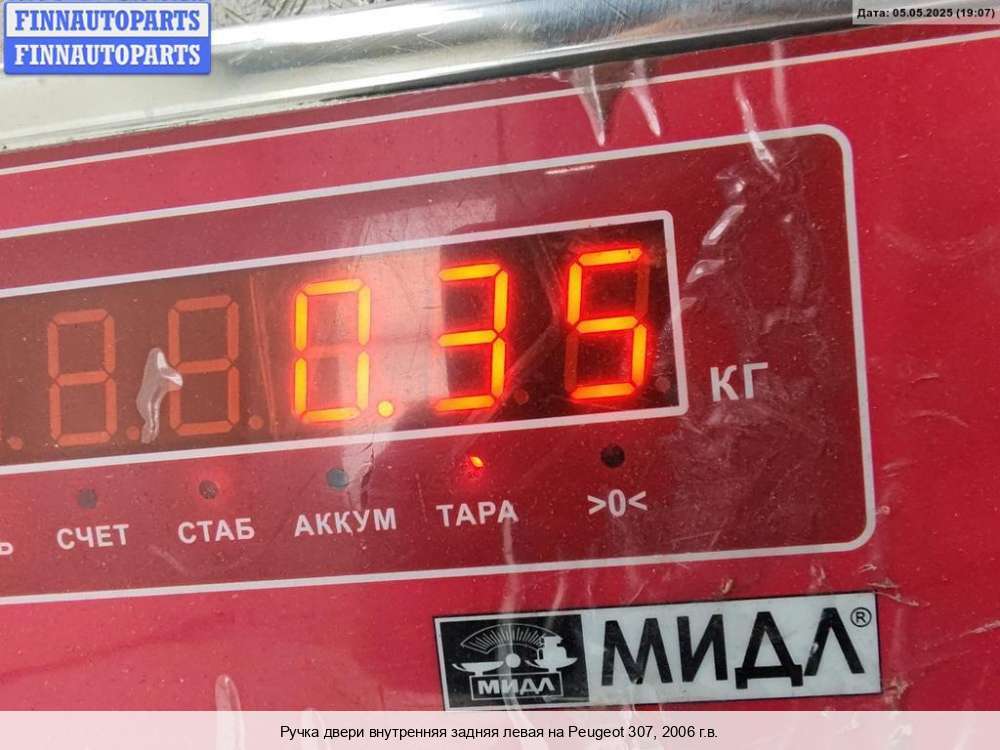 FINNAUTOPARTS
FINNAUTOPARTS
Дата: 05.05.2025 (19:07)
0.35
КГ
СЧЕТ СТАБ АККУМ ТАРА >0<
МИДЛ МИДЛ®
Ручка двери внутренняя задняя левая на Peugeot 307, 2006 г.в.